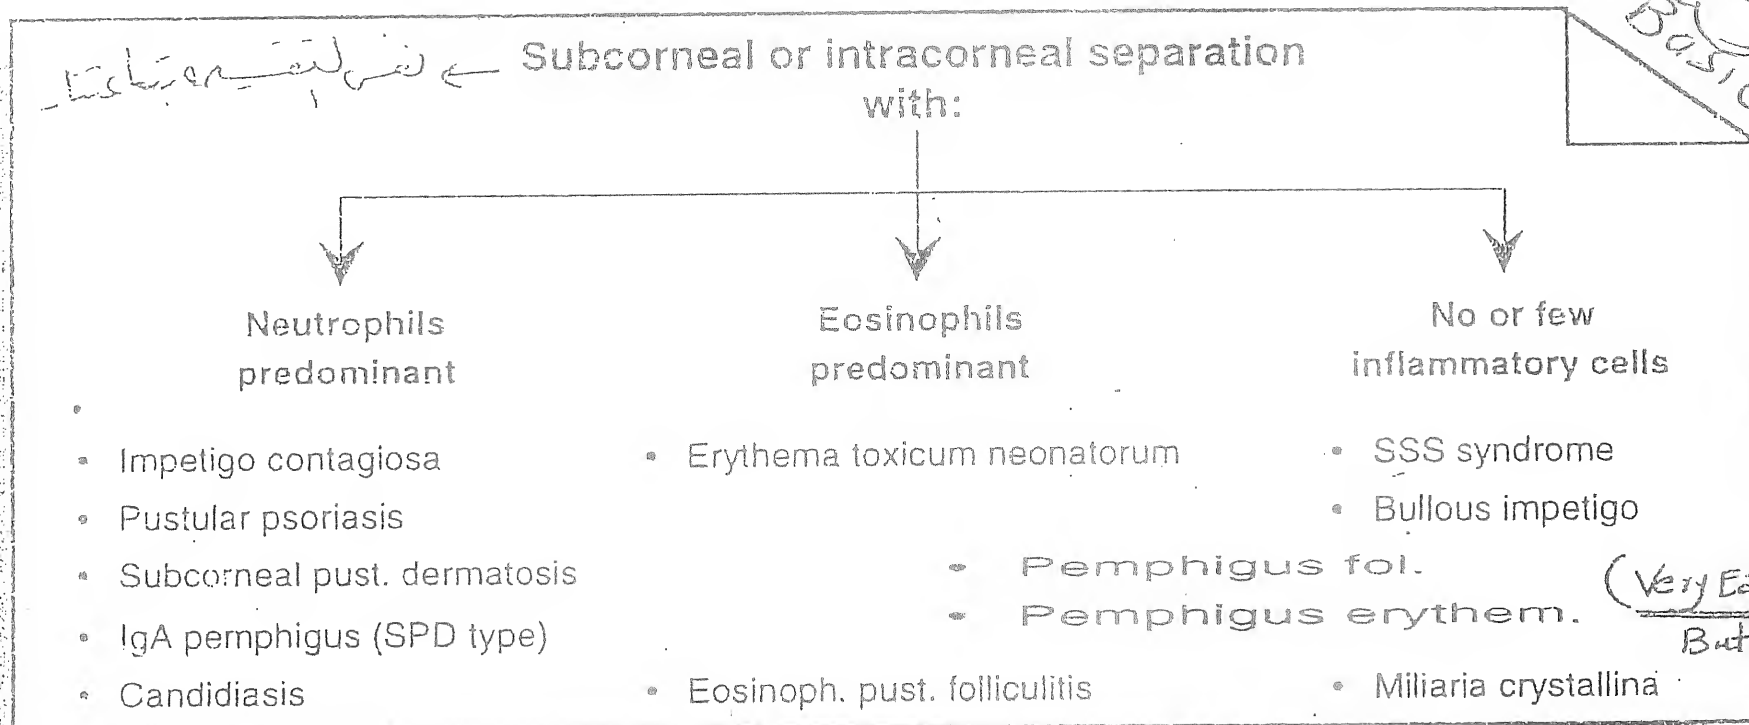 Subcorneal or intracorneal separation
with:
Neutrophils
predominant
Eosinophils
predominant
No or few
inflammatory cells
• Impetigo contagiosa
• Pustular psoriasis
• Subcorneal pust. dermatosis
• IgA pemphigus (SPD type)
• Candidiasis
• Erythema toxicum neonatorum
• Pemphigus fol.
• Pemphigus erythem.
• Eosinoph. pust. folliculitis
• SSS syndrome
• Bullous impetigo
• Miliaria crystallina
(Very
But